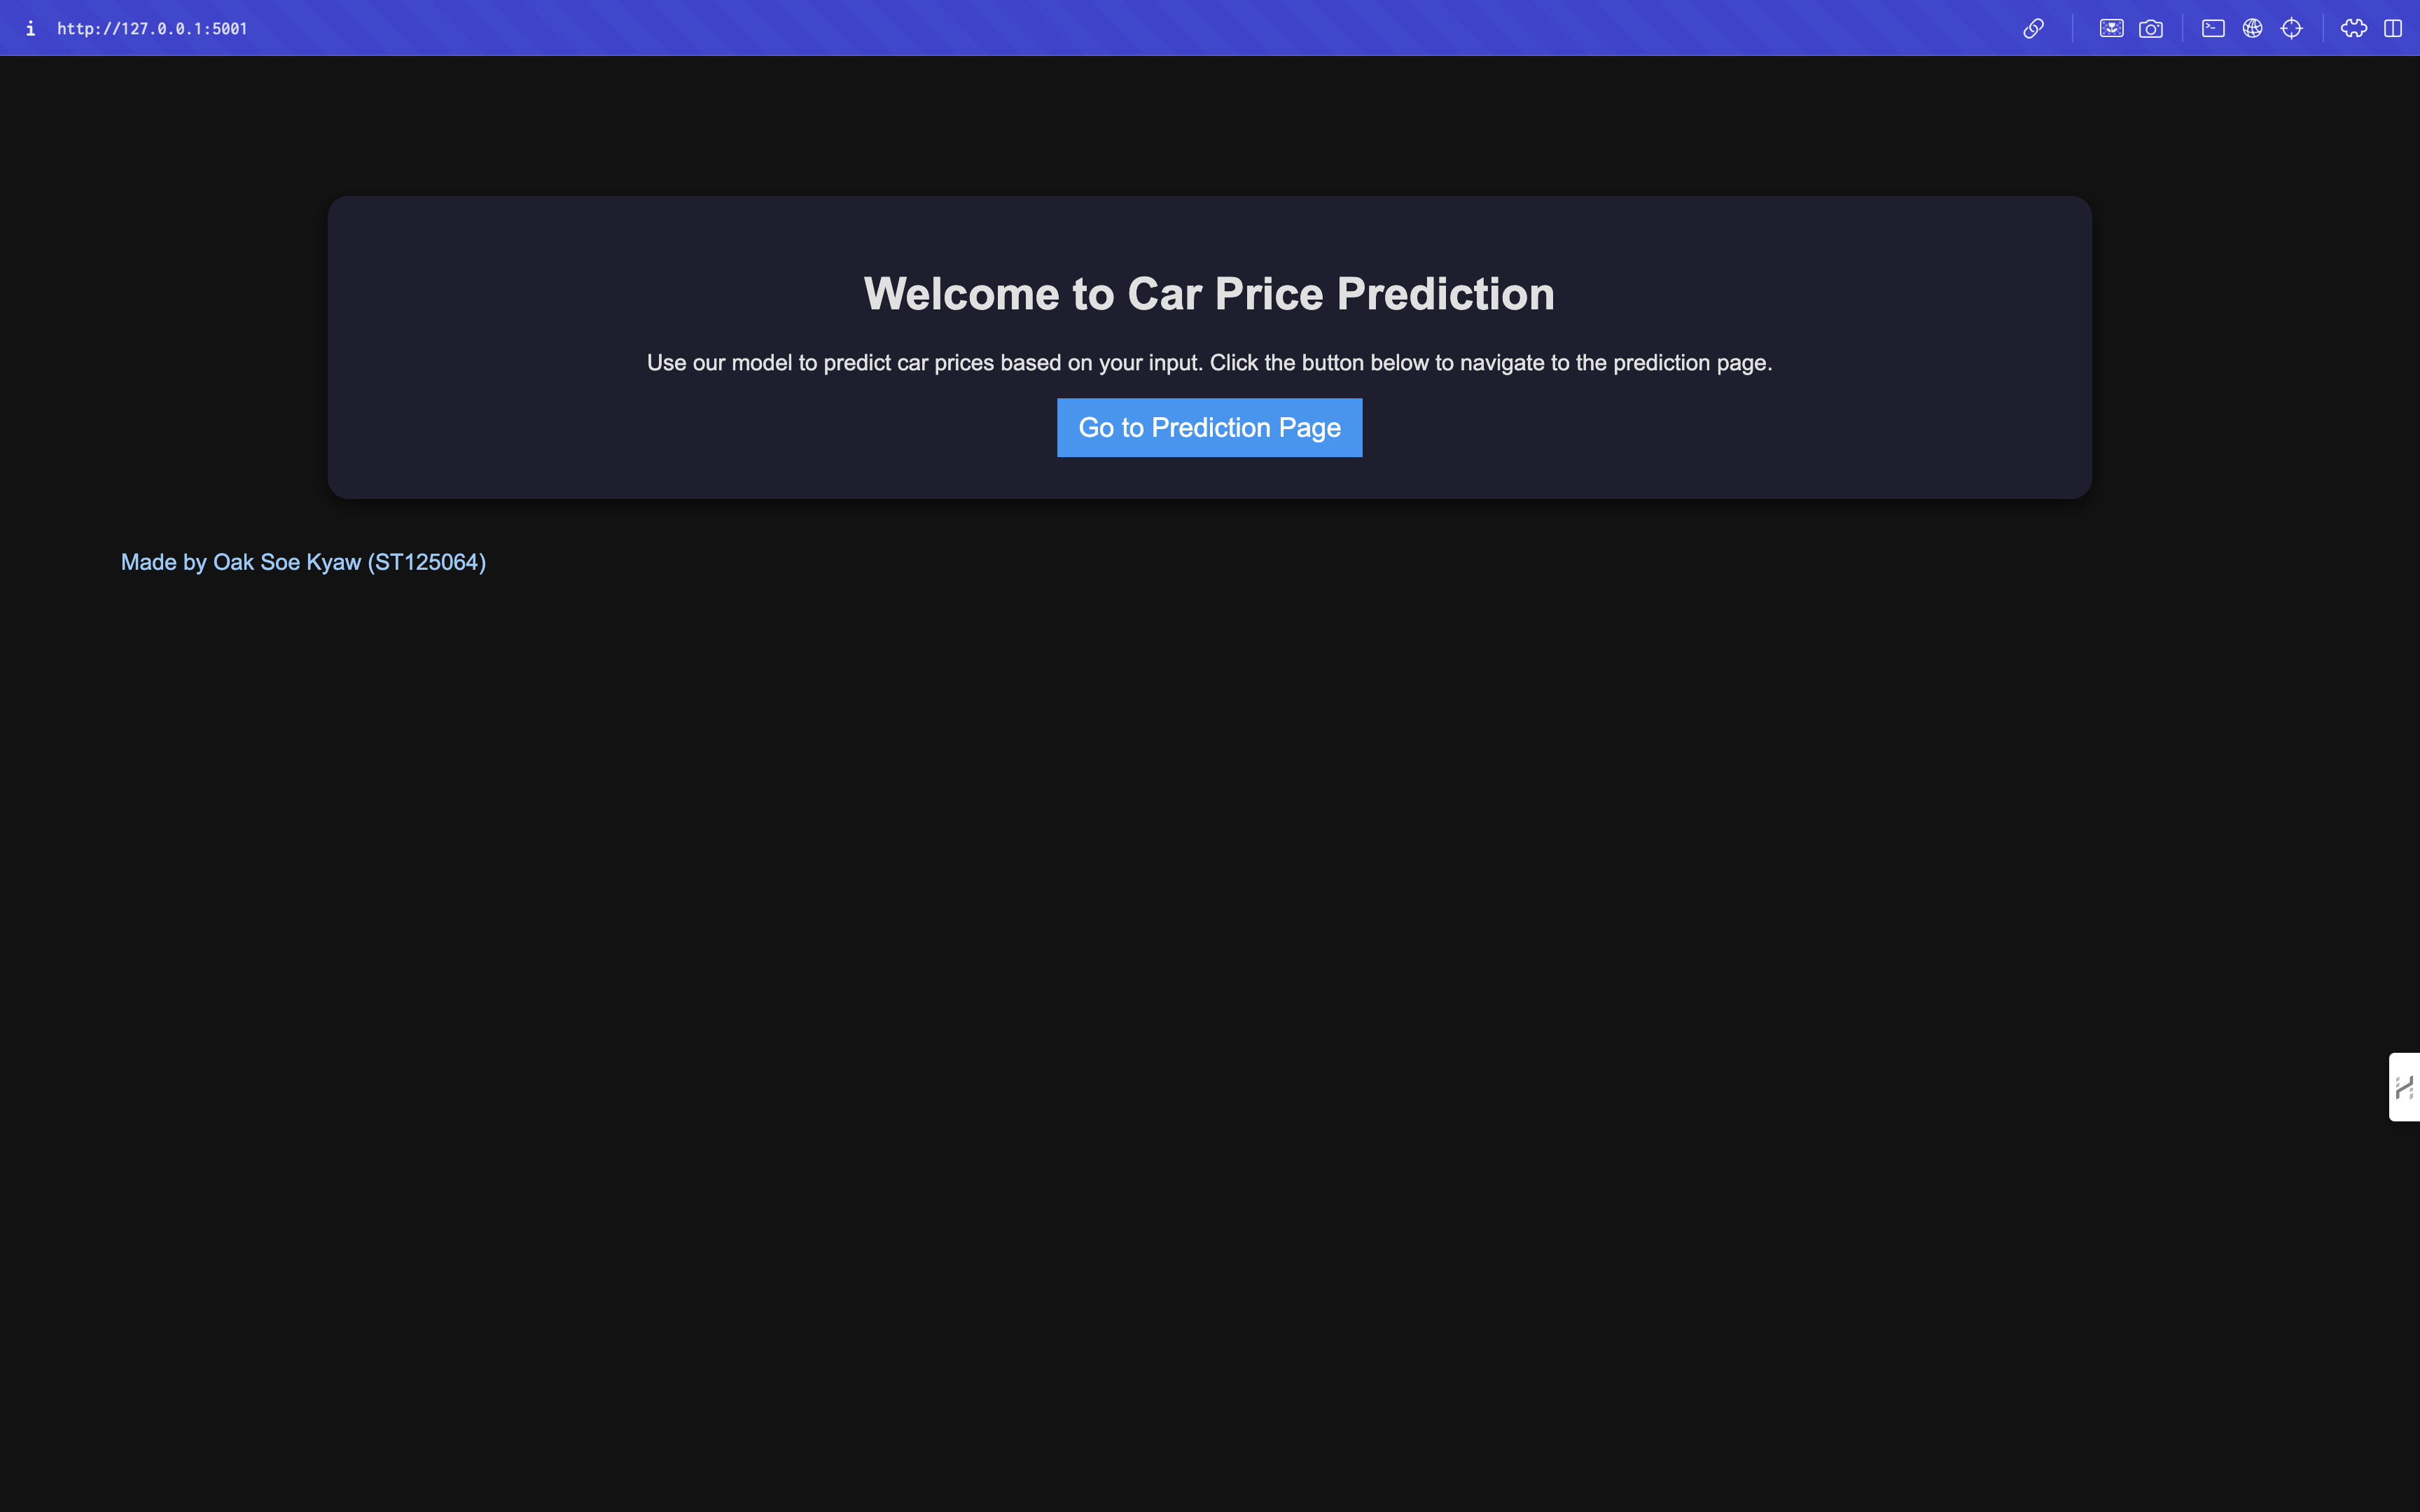 http://127.0.0.1:5001
Welcome to Car Price Prediction
Use our model to predict car prices based on your input. Click the button below to navigate to the prediction page.
Go to Prediction Page
Made by Oak Soe Kyaw (ST125064)